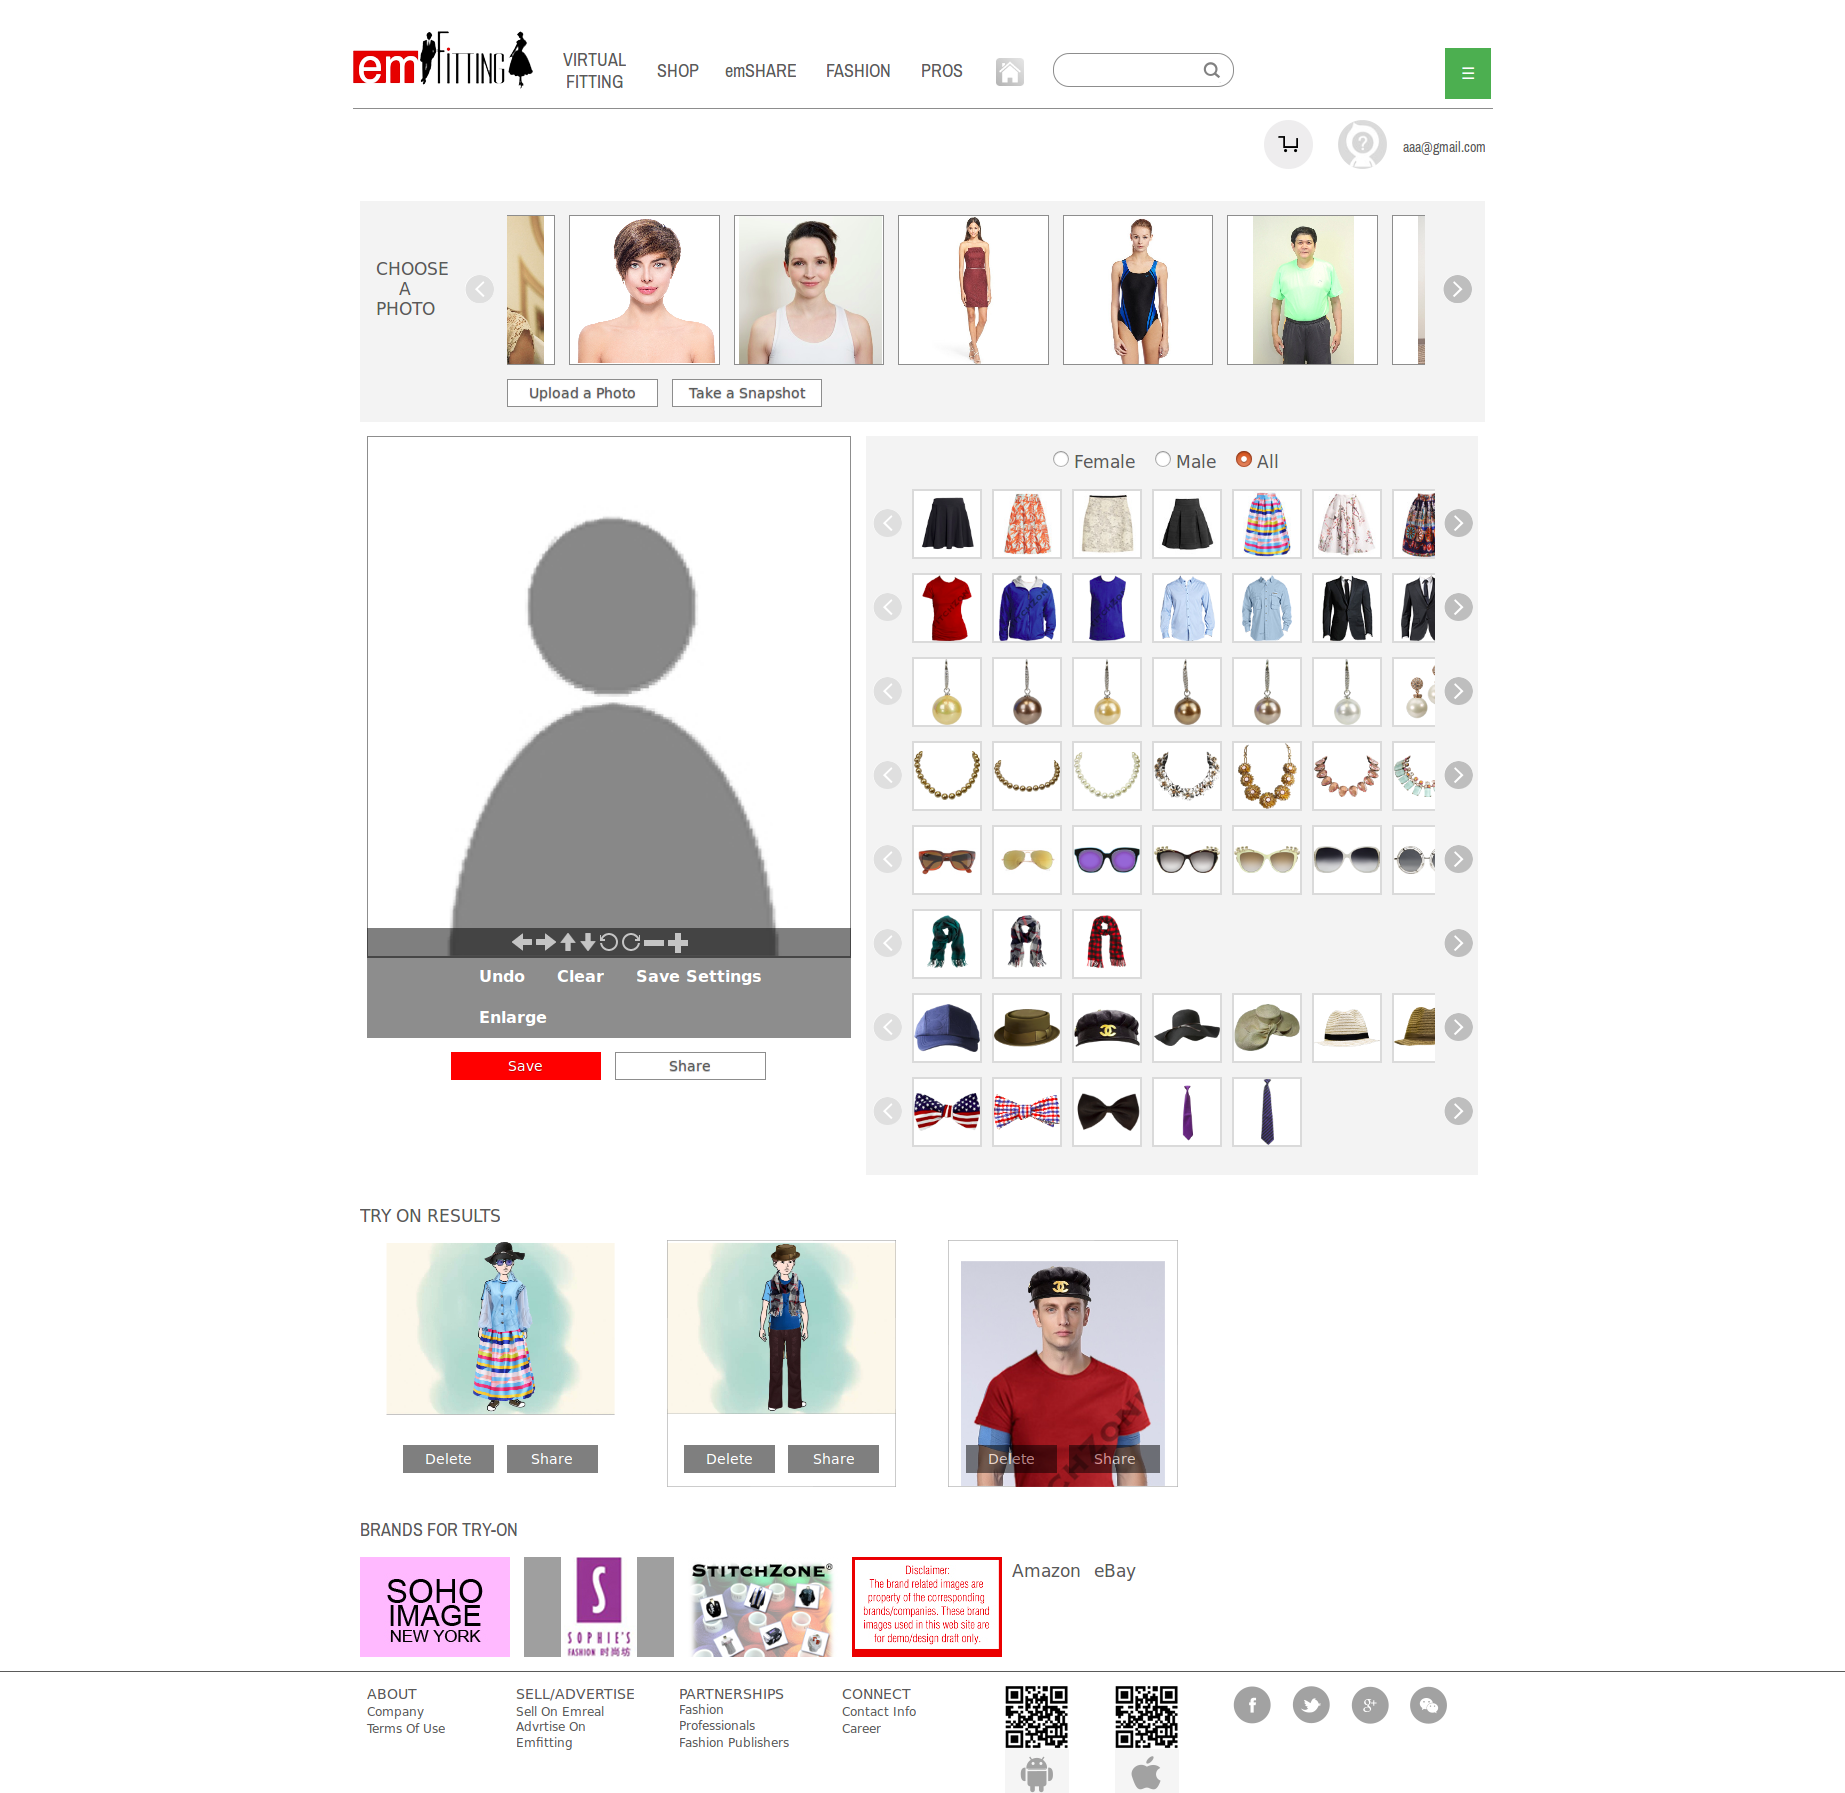 em FITTING
VIRTUAL
FITTING
SHOP
emSHARE
FASHION
PROS
aaa@gmail.com
CHOOSE
A
PHOTO
Upload a Photo
Take a Snapshot
Female
Male
All
Undo
Clear
Save Settings
Enlarge
Save
Share
TRY ON RESULTS
Delete
Share
Delete
Share
Delete
Share
BRANDS FOR TRY-ON
SOHO
IMAGE
NEW YORK
S
SOPHIE'S
FASHION 时尚坊
STITCHZONE®
Disclaimer:
The brand related images are
property of the corresponding
brands/companies. These brand
images used in this web site are
for demo/design draft only.
Amazon
eBay
ABOUT
Company
Terms Of Use
SELL/ADVERTISE
Sell On Emreal
Advrtise On
Emfitting
PARTNERSHIPS
Fashion
Professionals
Fashion Publishers
CONNECT
Contact Info
Career